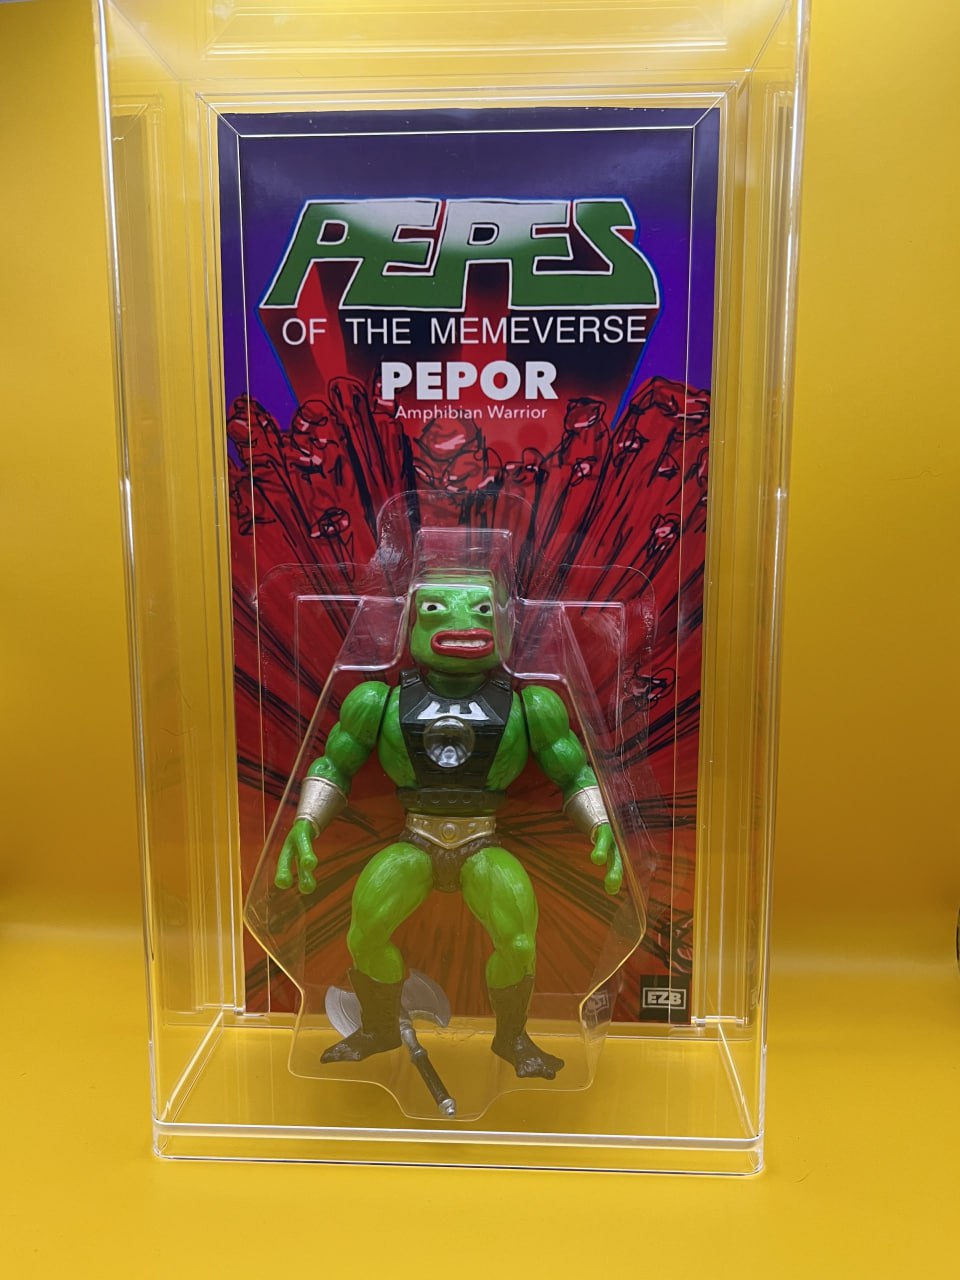 PEPES
OF THE MEMEVERSE
PEPOR
Amphibian Warrior
EZB